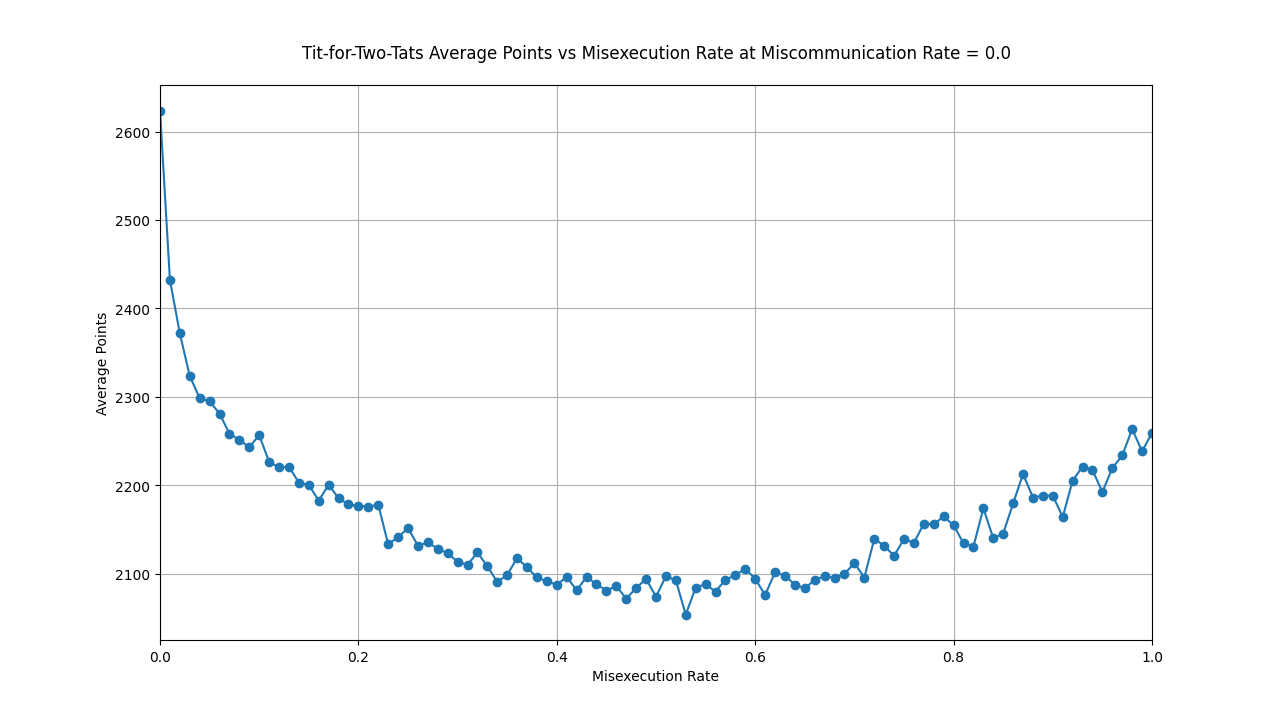 Tit-for-Two-Tats Average Points vs Misexecution Rate at Miscommunication Rate = 0.0
2600
2500
2400
2300
2200
2100
Average Points
0.0 0.2 0.4 0.6 0.8 1.0
Misexecution Rate